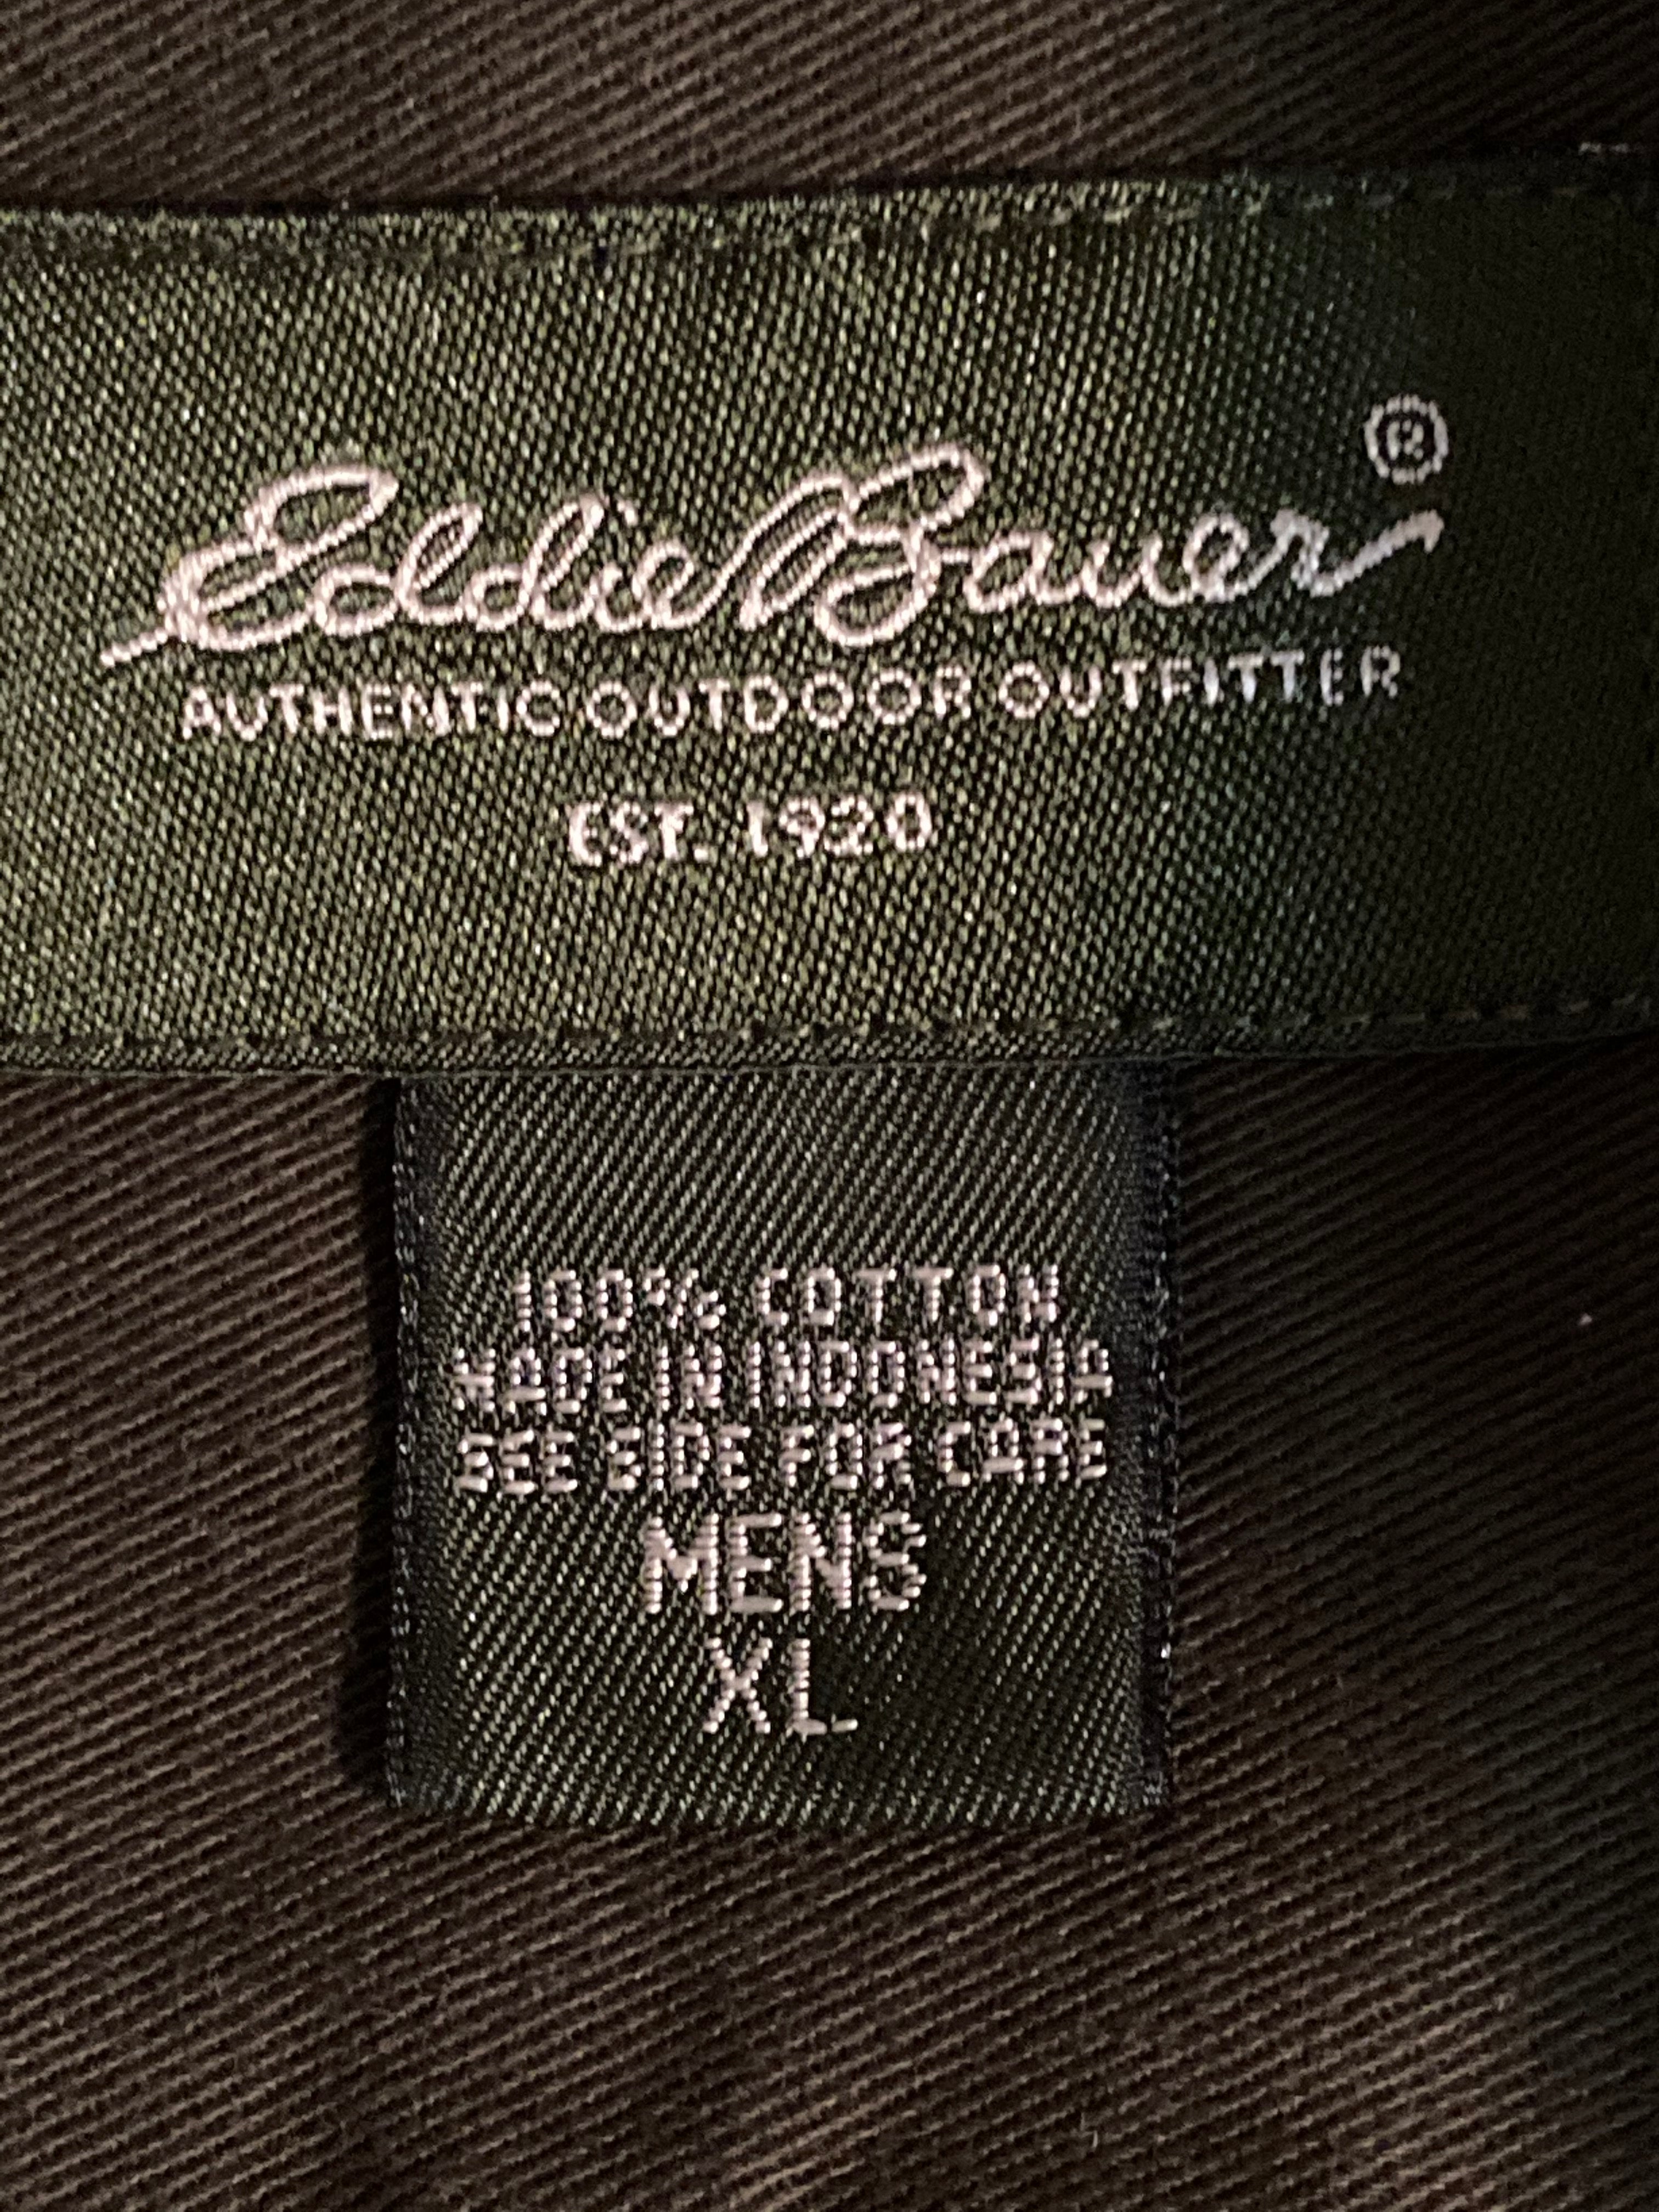 Eddie Bauer®
AUTHENTIC OUTDOOR OUTFITTER
EST. 1920
100% COTTON
MADE IN INDONESIA
SEE SIDE FOR CARE
MENS
XL